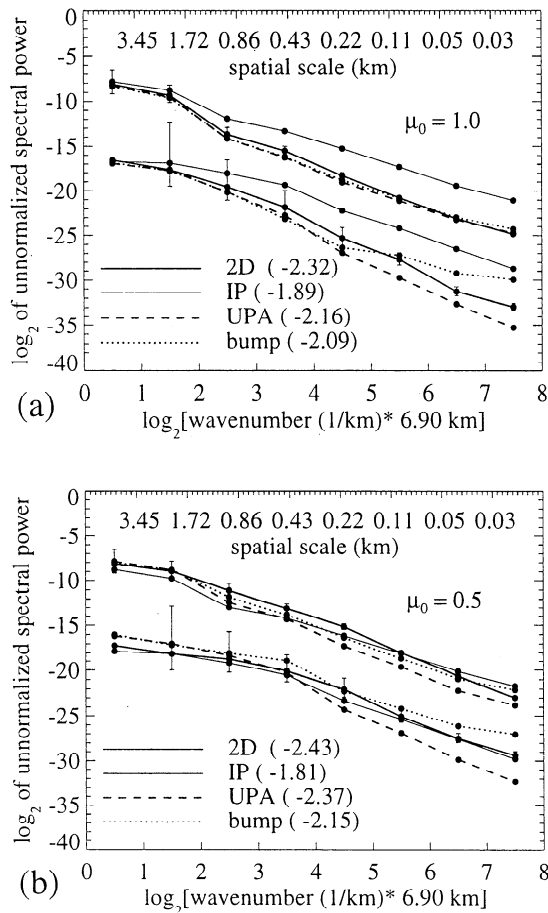 0
-5
-10
-15
-20
-25
-30
-35
-40
log₂ of unnormalized spectral power
3.45 1.72 0.86 0.43 0.22 0.11 0.05 0.03
spatial scale (km)
μ₀ = 1.0
2D (-2.32)
IP (-1.89)
UPA ( -2.16)
bump ( -2.09)
0 1 2 3 4 5 6 7 8
(a)
log₂[wavenumber (1/km)* 6.90 km]
0
-5
-10
-15
-20
-25
-30
-35
-40
log₂ of unnormalized spectral power
3.45 1.72 0.86 0.43 0.22 0.11 0.05 0.03
spatial scale (km)
μ₀ = 0.5
2D (-2.43)
IP (-1.81)
UPA (-2.37)
bump ( -2.15)
0 1 2 3 4 5 6 7 8
(b)
log₂[wavenumber (1/km)* 6.90 km]